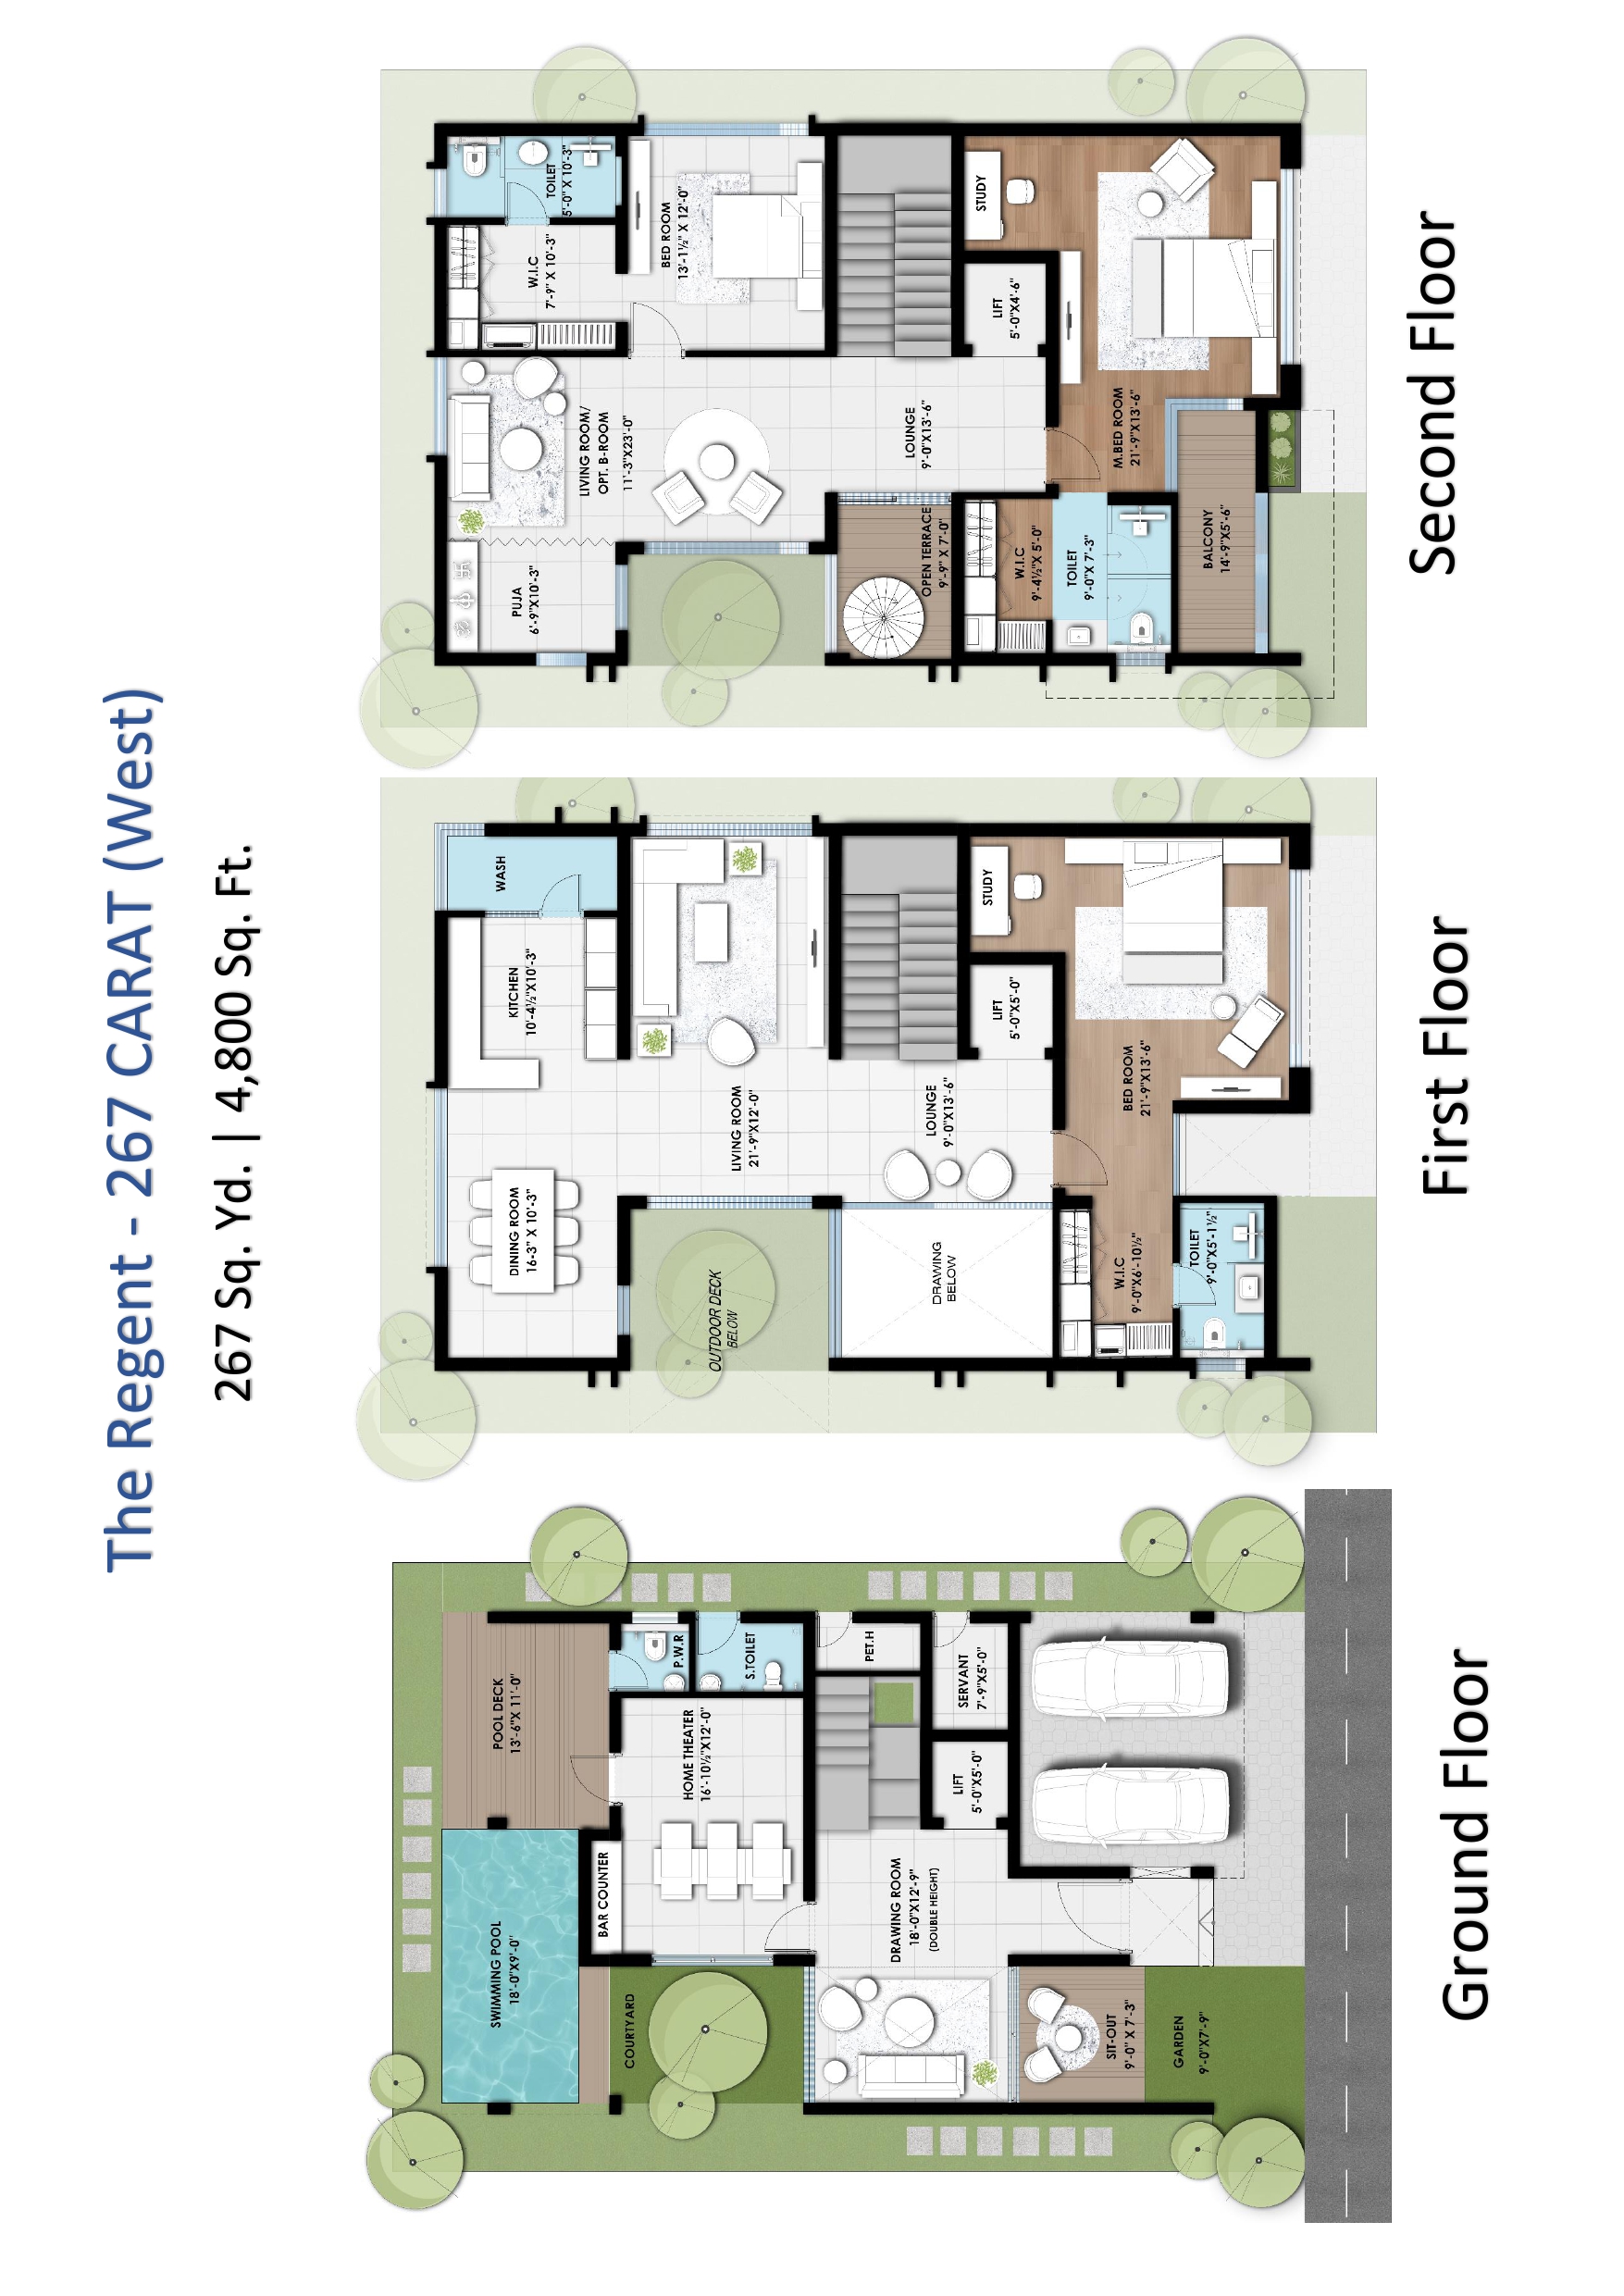 The Regent - 267 CARAT (West)
267 Sq. Yd. | 4,800 Sq. Ft.
SWIMMING POOL
18'-0"X9'-0"
POOL DECK
13'-6"X 11'-0"
BAR COUNTER
COURTYARD
HOME THEATER
16'-10½"X12'-0"
P.W.R
S.TOILET
PET.H
DRAWING ROOM
18'-0"X12'-9"
(DOUBLE HEIGHT)
LIFT
5'-0"X5'-0"
SERVANT
7'-9"X5'-0"
SIT-OUT
9'-0" X 7'-3"
GARDEN
9'-0"X7'-9"
Ground Floor
DINING ROOM
16-3" X 10'-3"
KITCHEN
10'-4½"X10'-3"
WASH
OUTDOOR DECK
BELOW
LIVING ROOM
21'-9"X12'-0"
DRAWING
BELOW
LOUNGE
9'-0"X13'-6"
LIFT
5'-0"X5'-0"
STUDY
W.I.C
9'-0"X6'-10½"
BED ROOM
21'-9"X13'-6"
TOILET
9'-0"X5'-1½"
First Floor
PUJA
6'-9"X10'-3"
LIVING ROOM/
OPT. B-ROOM
11'-3"X23'-0"
W.I.C
7'-9" X 10'-3"
TOILET
5'-0" X 10'-3"
BED ROOM
13'-1½" X 12'-0"
OPEN TERRACE
9'-9" X 7'-0"
LOUNGE
9'-0"X13'-6"
LIFT
5'-0"X4'-6"
STUDY
W.I.C
9'-4½"X 5'-0"
TOILET
9'-0"X 7'-3"
M.BED ROOM
21'-9"X13'-6"
BALCONY
14'-9"X5'-6"
Second Floor